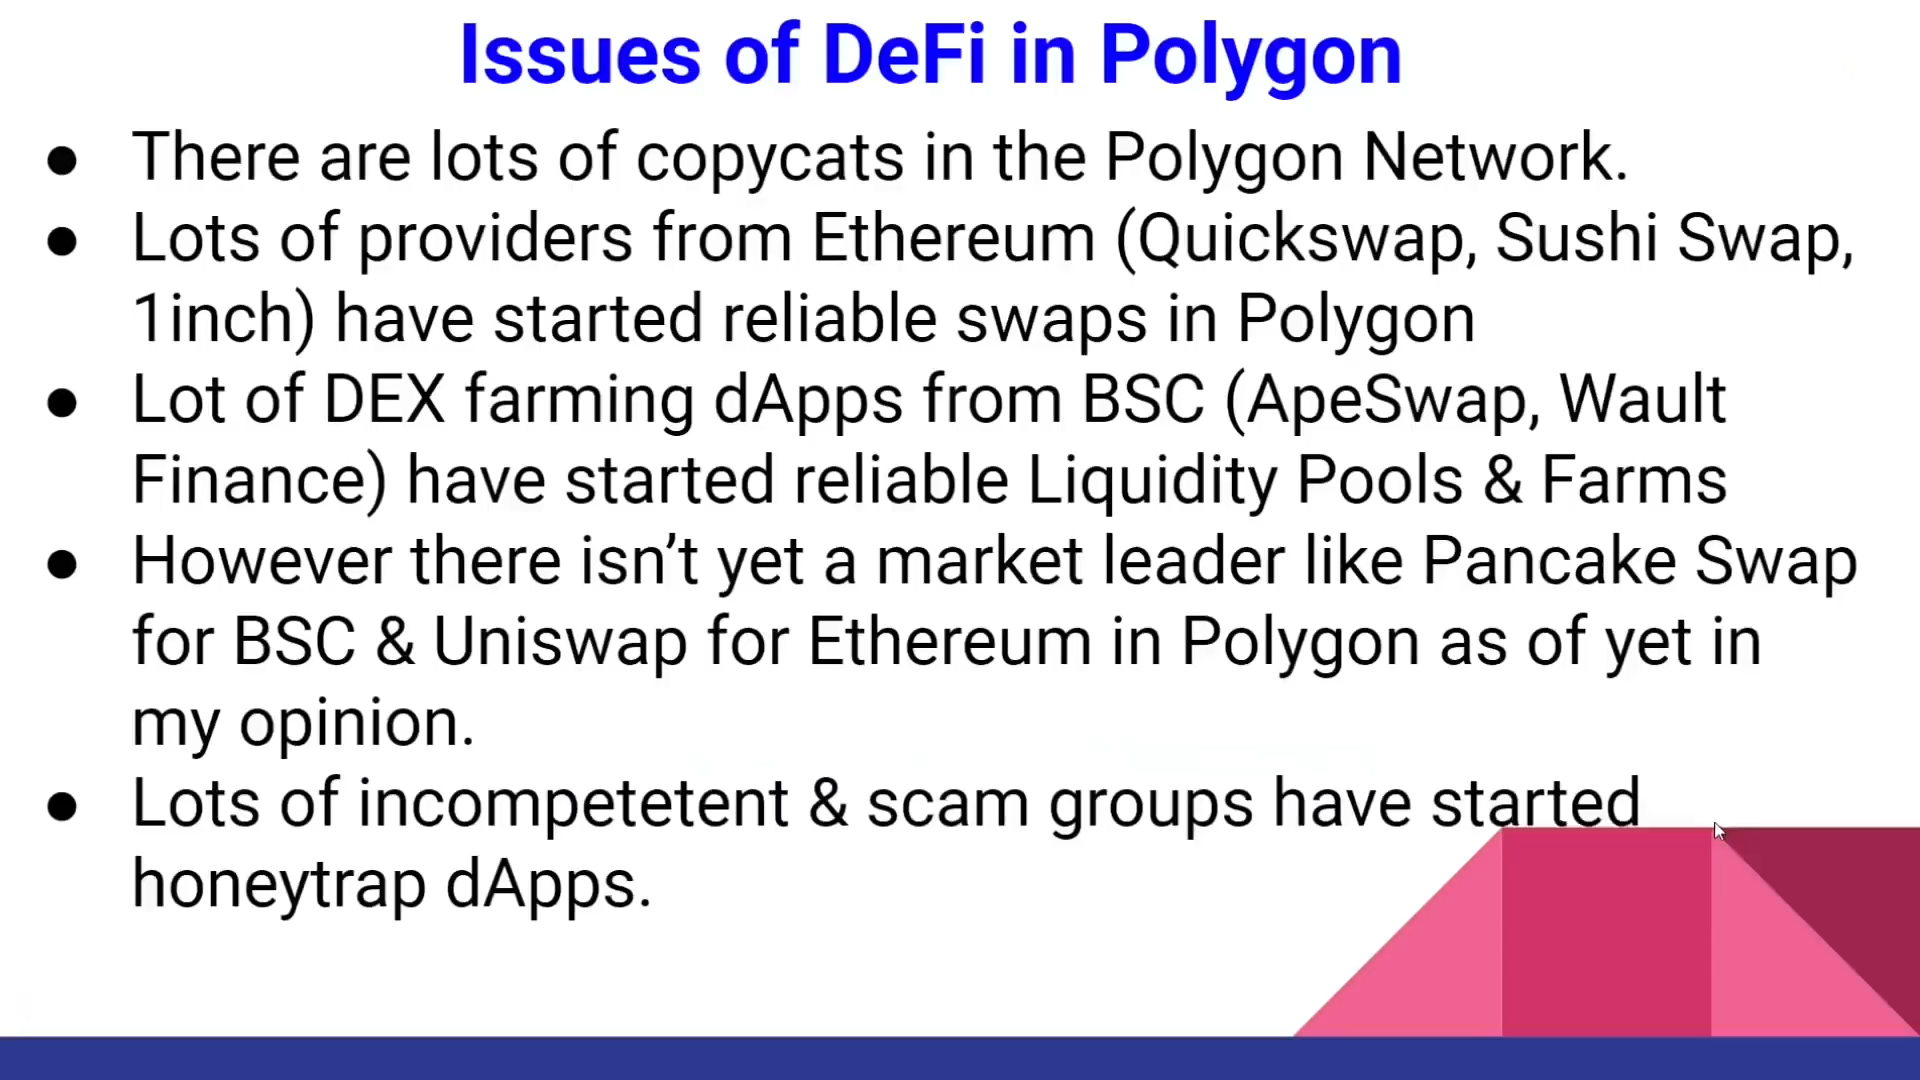 Issues of DeFi in Polygon
● There are lots of copycats in the Polygon Network.
● Lots of providers from Ethereum (Quickswap, Sushi Swap,
1inch) have started reliable swaps in Polygon
● Lot of DEX farming dApps from BSC (ApeSwap, Wault
Finance) have started reliable Liquidity Pools & Farms
● However there isn’t yet a market leader like Pancake Swap
for BSC & Uniswap for Ethereum in Polygon as of yet in
my opinion.
● Lots of incompetetent & scam groups have started
honeytrap dApps.